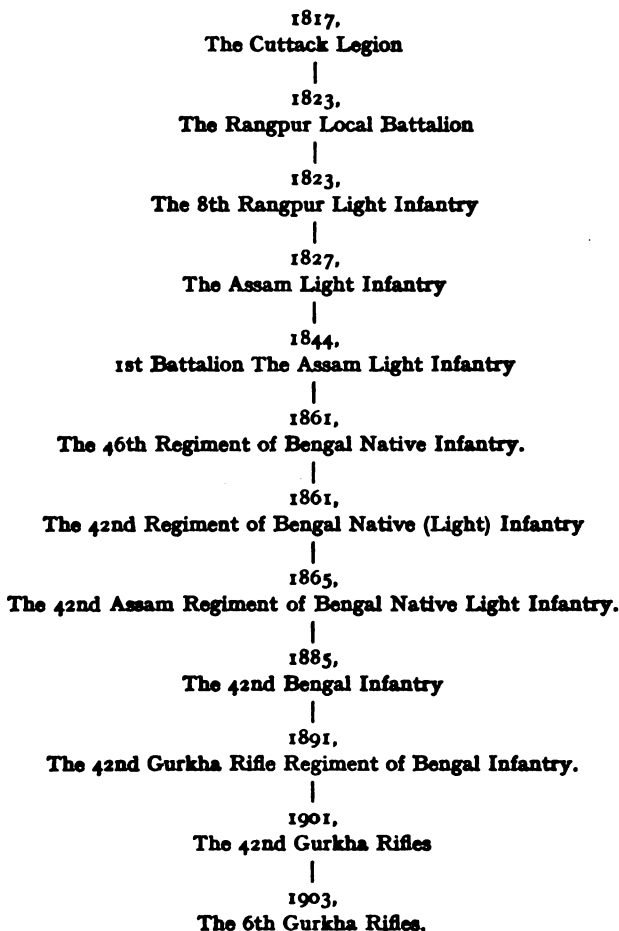 1817,
The Cuttack Legion
1823,
The Rangpur Local Battalion
1823,
The 8th Rangpur Light Infantry
1827,
The Assam Light Infantry
1844,
1st Battalion The Assam Light Infantry
1861,
The 46th Regiment of Bengal Native Infantry.
1861,
The 42nd Regiment of Bengal Native (Light) Infantry
1865,
The 42nd Assam Regiment of Bengal Native Light Infantry.
1885,
The 42nd Bengal Infantry
1891,
The 42nd Gurkha Rifle Regiment of Bengal Infantry.
1901,
The 42nd Gurkha Rifles
1903,
The 6th Gurkha Rifles.